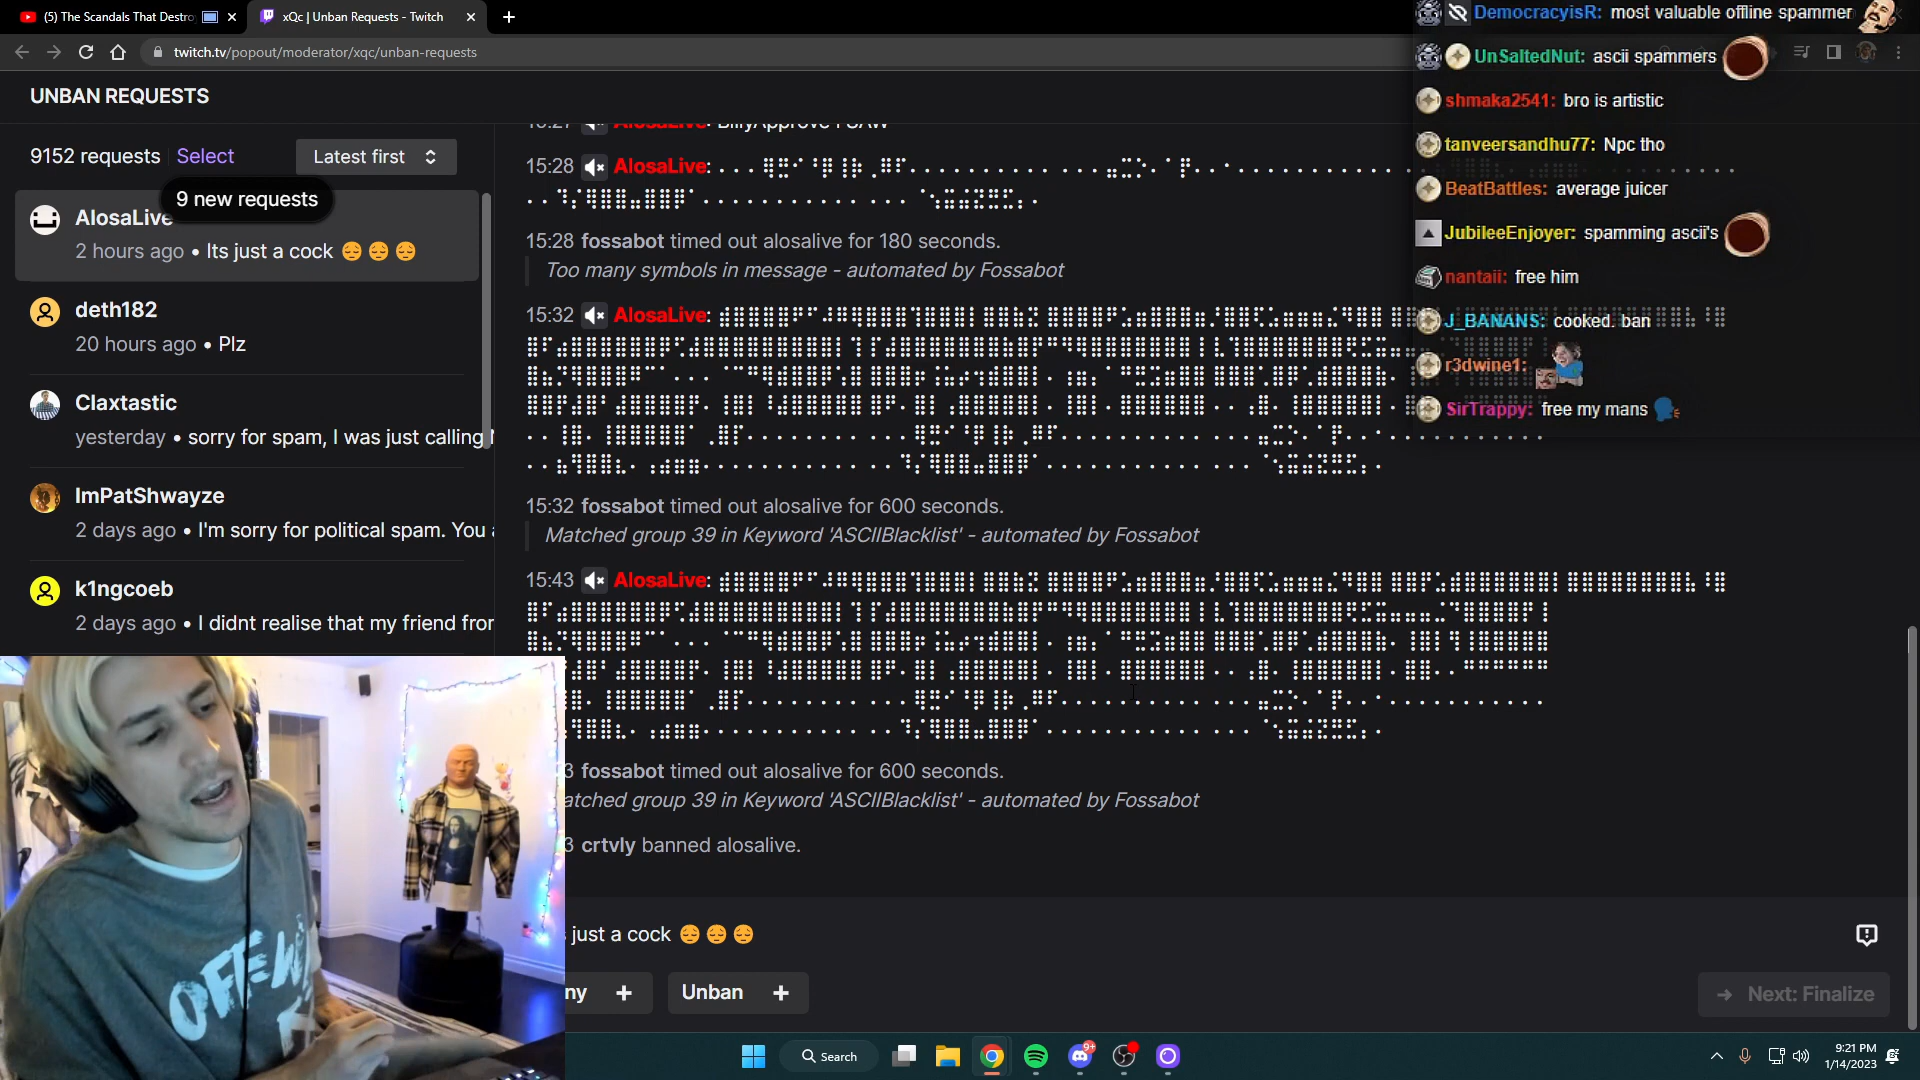 (5) The Scandals That Destro
xQc | Unban Requests - Twitch
twitch.tv/popout/moderator/xqc/unban-requests
UNBAN REQUESTS
9152 requests Select Latest first
9 new requests
AlosaLive
2 hours ago • Its just a cock 😔 😔 😔
deth182
20 hours ago • Plz
Claxtastic
yesterday • sorry for spam, I was just calling
ImPatShwayze
2 days ago • I'm sorry for political spam. You
k1ngcoeb
2 days ago • I didnt realise that my friend fror
15:27 AlosaLive: BillyApprove I SAW
15:28 AlosaLive:
15:28 fossabot timed out alosalive for 180 seconds.
Too many symbols in message - automated by Fossabot
15:32 AlosaLive:
15:32 fossabot timed out alosalive for 600 seconds.
Matched group 39 in Keyword 'ASCIIBlacklist' - automated by Fossabot
15:43 AlosaLive:
3 fossabot timed out alosalive for 600 seconds.
atched group 39 in Keyword 'ASCIIBlacklist' - automated by Fossabot
3 crtvly banned alosalive.
just a cock 😔 😔 😔
ny + Unban + Next: Finalize
DemocracyisR: most valuable offline spammer
UnSaltedNut: ascii spammers
shmaka2541: bro is artistic
tanveersandhu77: Npc tho
BeatBattles: average juicer
JubileeEnjoyer: spamming ascii's
nantaii: free him
J_BANANS: cooked. ban
r3dwine1:
SirTrappy: free my mans 🗣
OFF
Search
9+
9:21 PM
1/14/2023